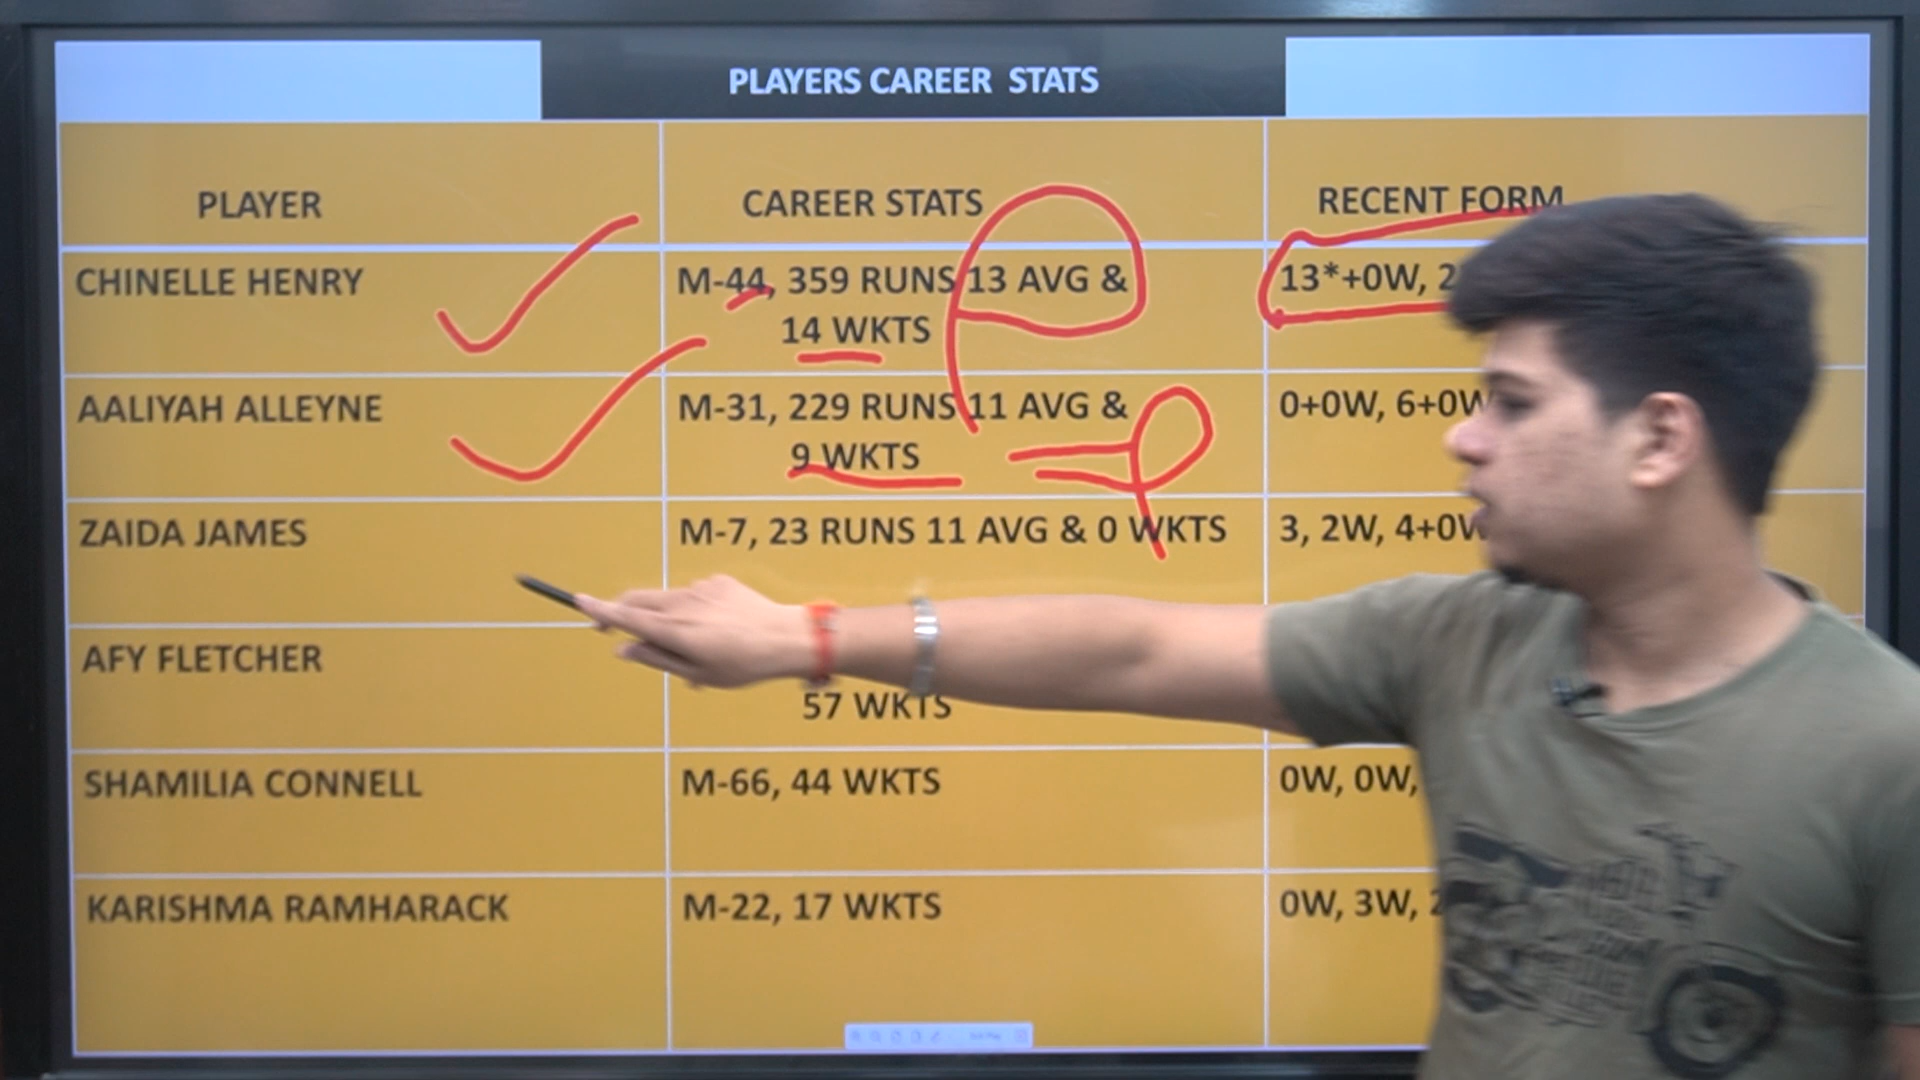 PLAYERS CAREER STATS
PLAYER CAREER STATS RECENT FORM
CHINELLE HENRY M-44, 359 RUNS 13 AVG & 13*+0W,
14 WKTS
AALIYAH ALLEYNE M-31, 229 RUNS 11 AVG & 0+0W, 6+0W
9 WKTS
ZAIDA JAMES M-7, 23 RUNS 11 AVG & 0 WKTS 3, 2W, 4+0W
AFY FLETCHER
57 WKTS
SHAMILIA CONNELL M-66, 44 WKTS 0W, 0W,
KARISHMA RAMHARACK M-22, 17 WKTS 0W, 3W,